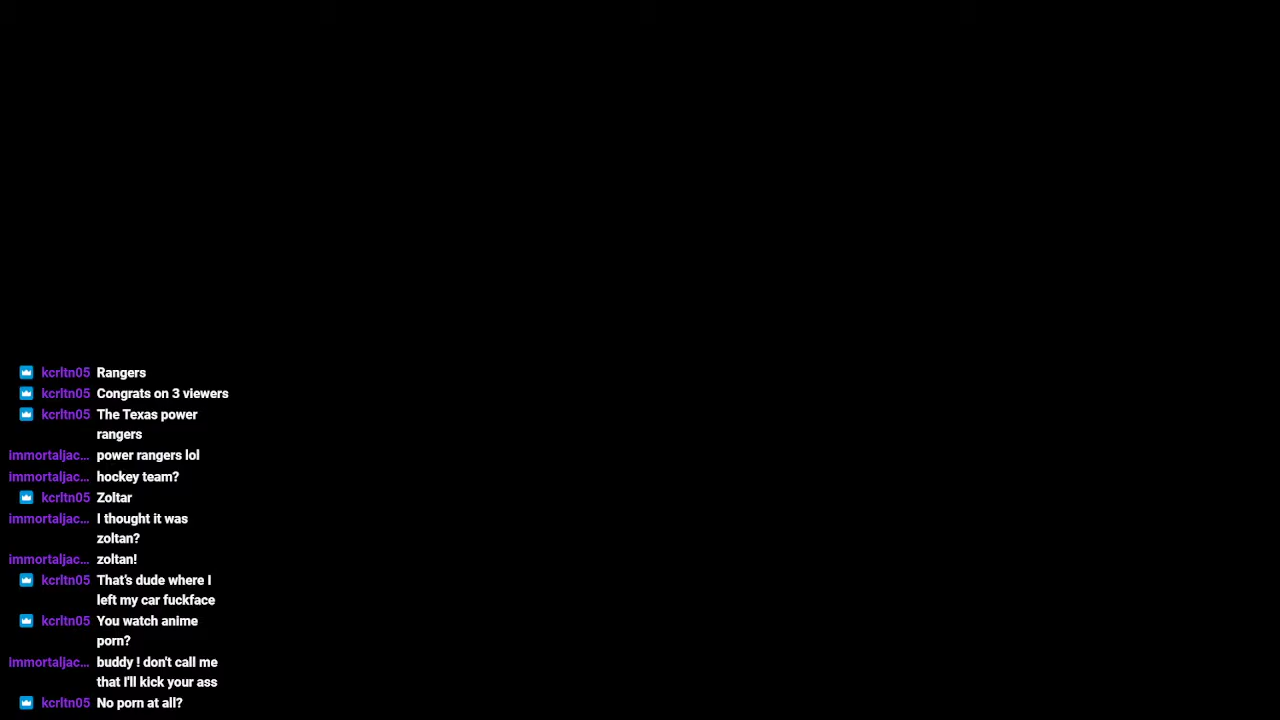 kcrltn05 Rangers
kcrltn05 Congrats on 3 viewers
kcrltn05 The Texas power
rangers
immortaljac... power rangers lol
immortaljac... hockey team?
kcrltn05 Zoltar
immortaljac... I thought it was
zoltan?
immortaljac... zoltan!
kcrltn05 That's dude where I
left my car fuckface
kcrltn05 You watch anime
porn?
immortaljac... buddy ! don't call me
that I'll kick your ass
kcrltn05 No porn at all?